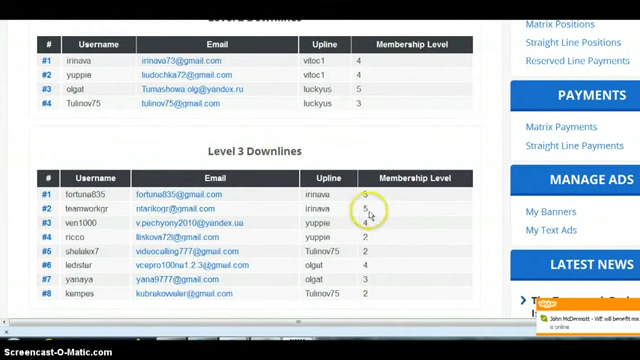 Level 2 Downlines
# Username Email Upline Membership Level
#1 irinava irinava73@gmail.com vitoc1 4
#2 yuppie liudochka72@gmail.com vitoc1 4
#3 olgat Tumashowa.olg@yandex.ru luckyus 5
#4 Tulinov75 tulinov75@gmail.com luckyus 3
Level 3 Downlines
# Username Email Upline Membership Level
#1 fortuna835 fortuna835@gmail.com irinava 3
#2 teamworkgr ntarikogr@gmail.com irinava 5
#3 ven1000 v.pechyony2010@yandex.ua yuppie 4
#4 ricco lliskova72@gmail.com yuppie 2
#5 shelalex7 videocalling777@gmail.com Tulinov75 2
#6 ledistar vcepro100na1.2.3@gmail.com olgat 4
#7 yanaya yana9777@gmail.com olgat 3
#8 kempes kubrakovvaler@gmail.com Tulinov75 2
Matrix Positions
Straight Line Positions
Reserved Line Payments
PAYMENTS
Matrix Payments
Straight Line Payments
MANAGE ADS
My Banners
My Text Ads
LATEST NEWS
skype
John McDermott - WE will benefit ma...
is online
Screencast-O-Matic.com